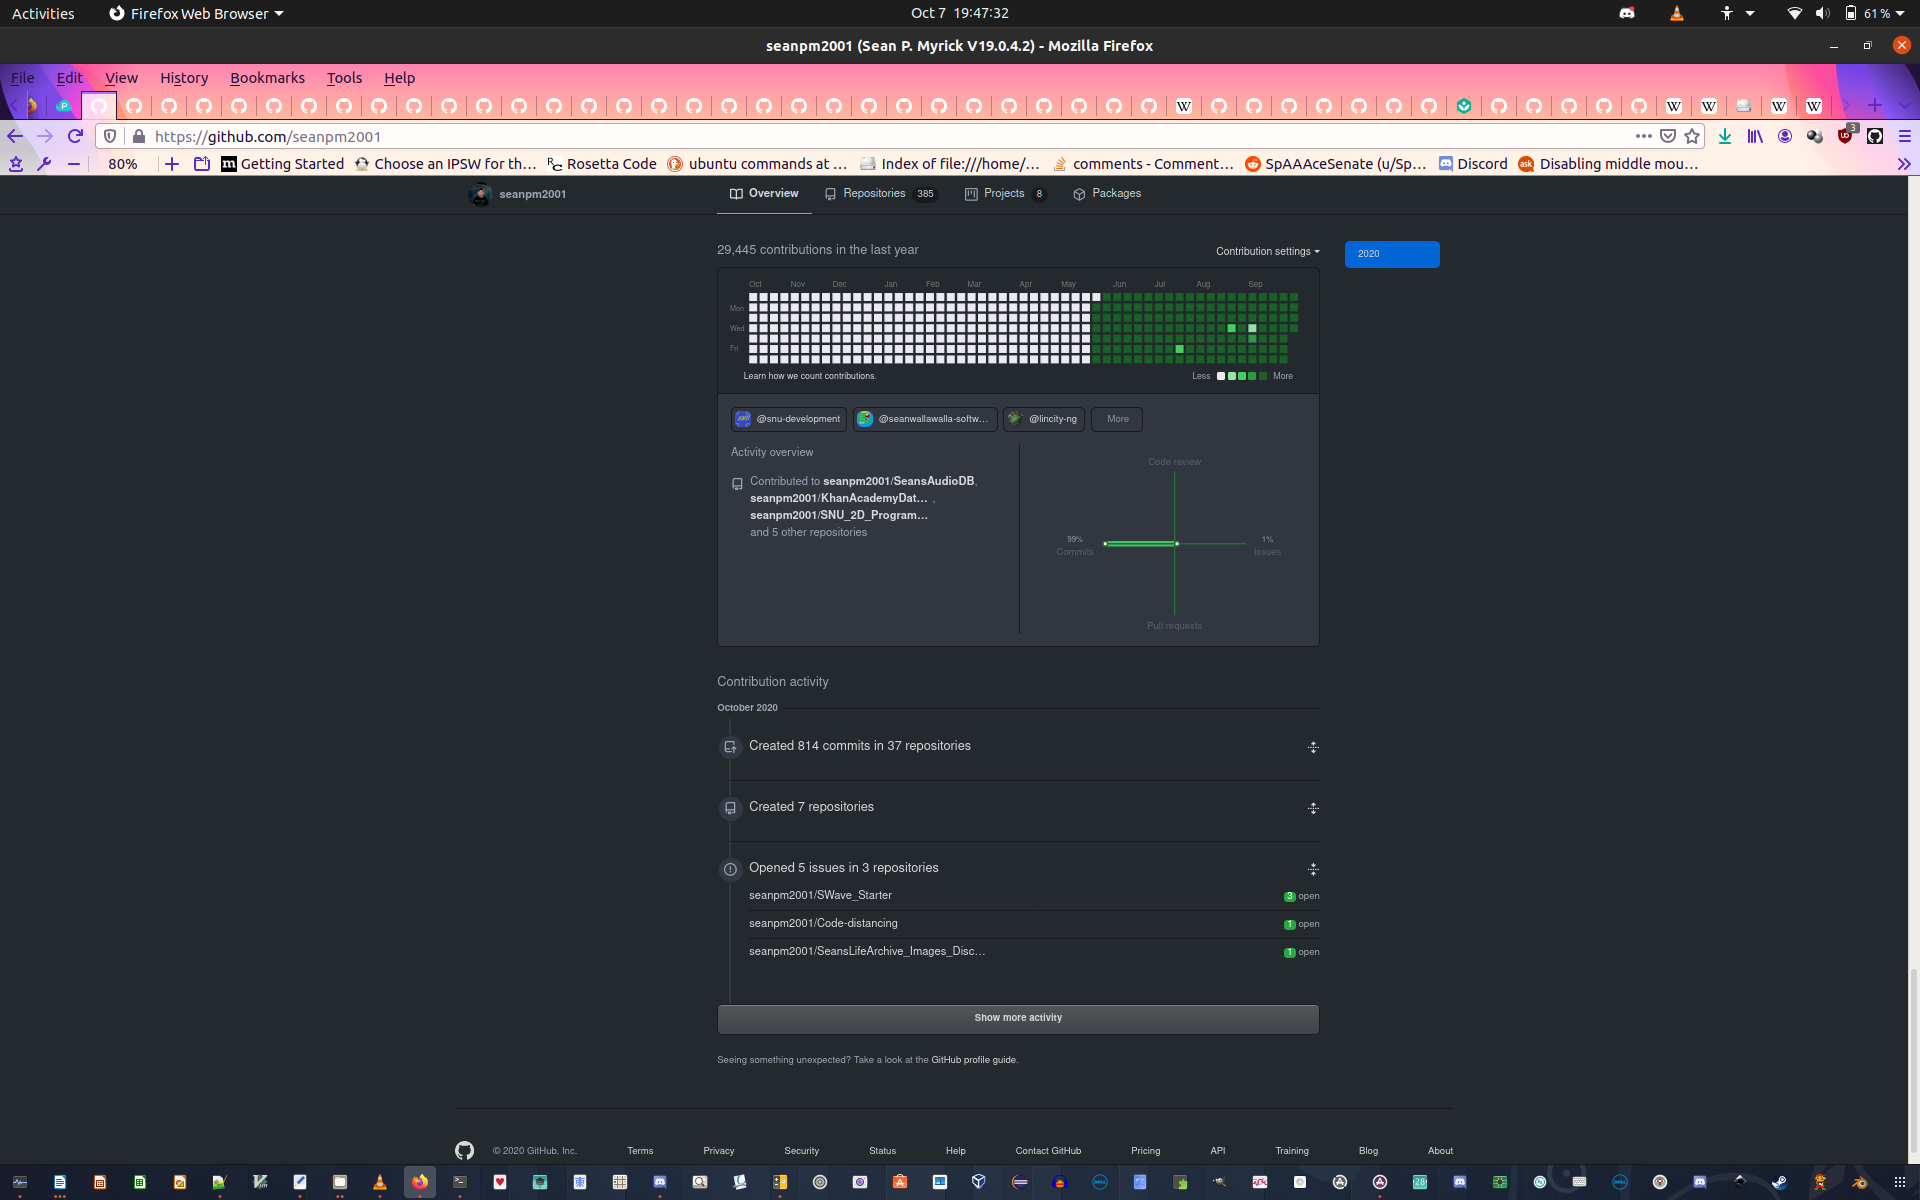 Activities
Firefox Web Browser
Oct 7 19:47:32
61 %
seanpm2001 (Sean P. Myrick V19.0.4.2) - Mozilla Firefox
File Edit View History Bookmarks Tools Help
https://github.com/seanpm2001
3
80%
Getting Started
Choose an IPSW for th…
Rosetta Code
ubuntu commands at …
Index of file:///home/…
comments - Comment…
SpAAAceSenate (u/Sp…
Discord
Disabling middle mou…
seanpm2001
Overview
Repositories 385
Projects 8
Packages
29,445 contributions in the last year
Contribution settings
2020
Oct Nov Dec Jan Feb Mar Apr May Jun Jul Aug Sep
Mon
Wed
Fri
Learn how we count contributions.
Less
More
@snu-development
@seanwallawalla-softw…
@lincity-ng
More
Activity overview
Contributed to seanpm2001/SeansAudioDB,
seanpm2001/KhanAcademyDat… ,
seanpm2001/SNU_2D_Program…
and 5 other repositories
Code review
99%
Commits
1%
Issues
Pull requests
Contribution activity
October 2020
Created 814 commits in 37 repositories
Created 7 repositories
Opened 5 issues in 3 repositories
seanpm2001/SWave_Starter
3 open
seanpm2001/Code-distancing
1 open
seanpm2001/SeansLifeArchive_Images_Disc…
1 open
Show more activity
Seeing something unexpected? Take a look at the GitHub profile guide.
© 2020 GitHub, Inc.
Terms
Privacy
Security
Status
Help
Contact GitHub
Pricing
API
Training
Blog
About